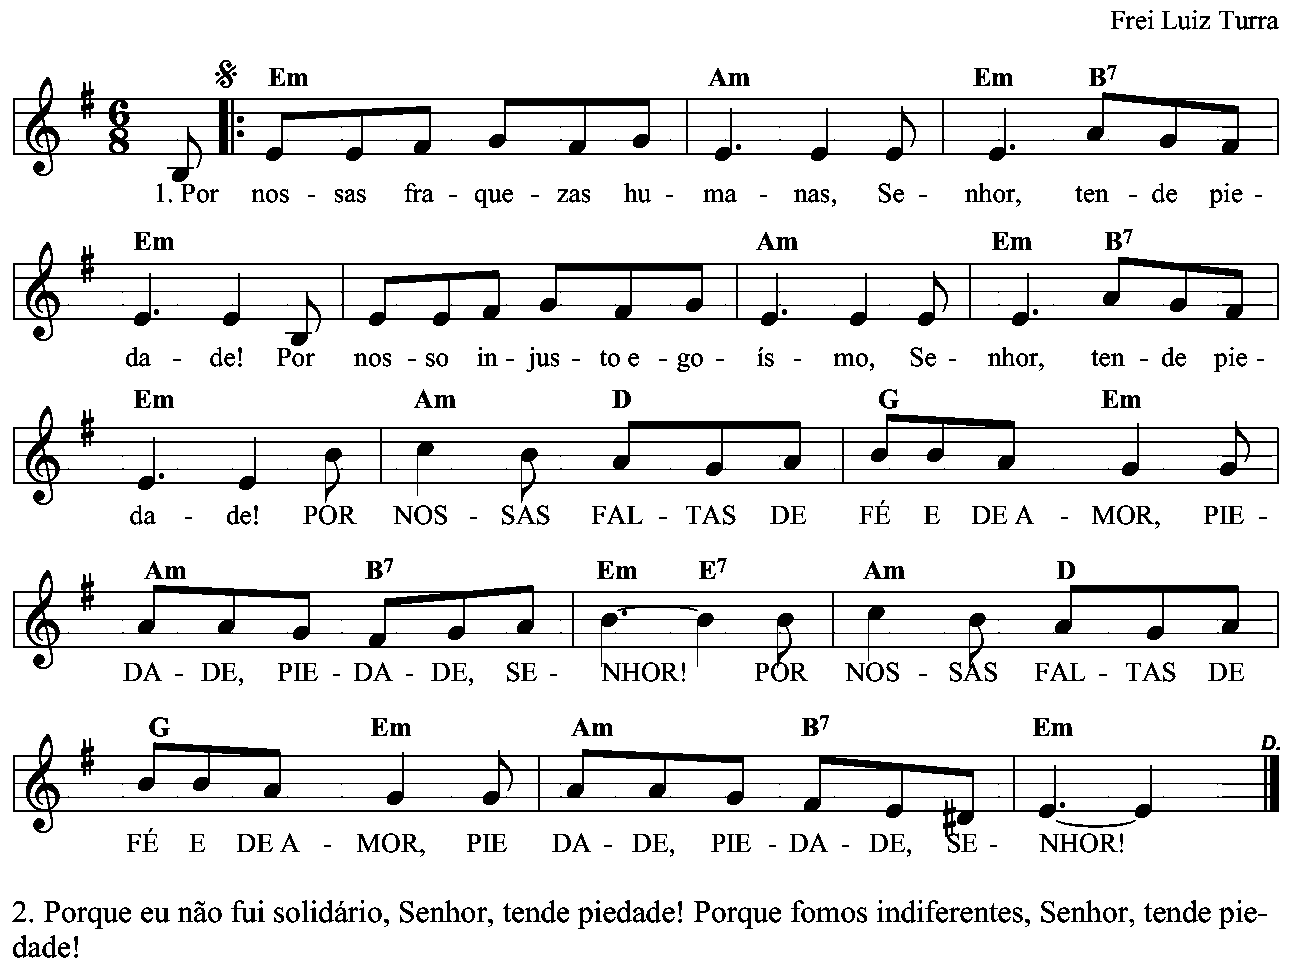 Frei Luiz Turra
Em Am Em B7
6
8
1. Por nos - sas fra - que - zas hu - ma - nas, Se - nhor, ten - de pie-
Em Am Em B7
da - de! Por nos - so in - jus - to e - go - ís - mo, Se - nhor, ten - de pie-
Em Am D G Em
da - de! POR NOS - SAS FAL - TAS DE FÉ E DE A - MOR, PIE -
Am B7 Em E7 Am D
DA - DE, PIE - DA - DE, SE - NHOR! POR NOS - SAS FAL - TAS DE
G Em Am B7 Em D.
FÉ E DE A - MOR, PIE DA - DE, PIE - DA - DE, SE - NHOR!
2. Porque eu não fui solidário, Senhor, tende piedade! Porque fomos indiferentes, Senhor, tende pie-
dade!